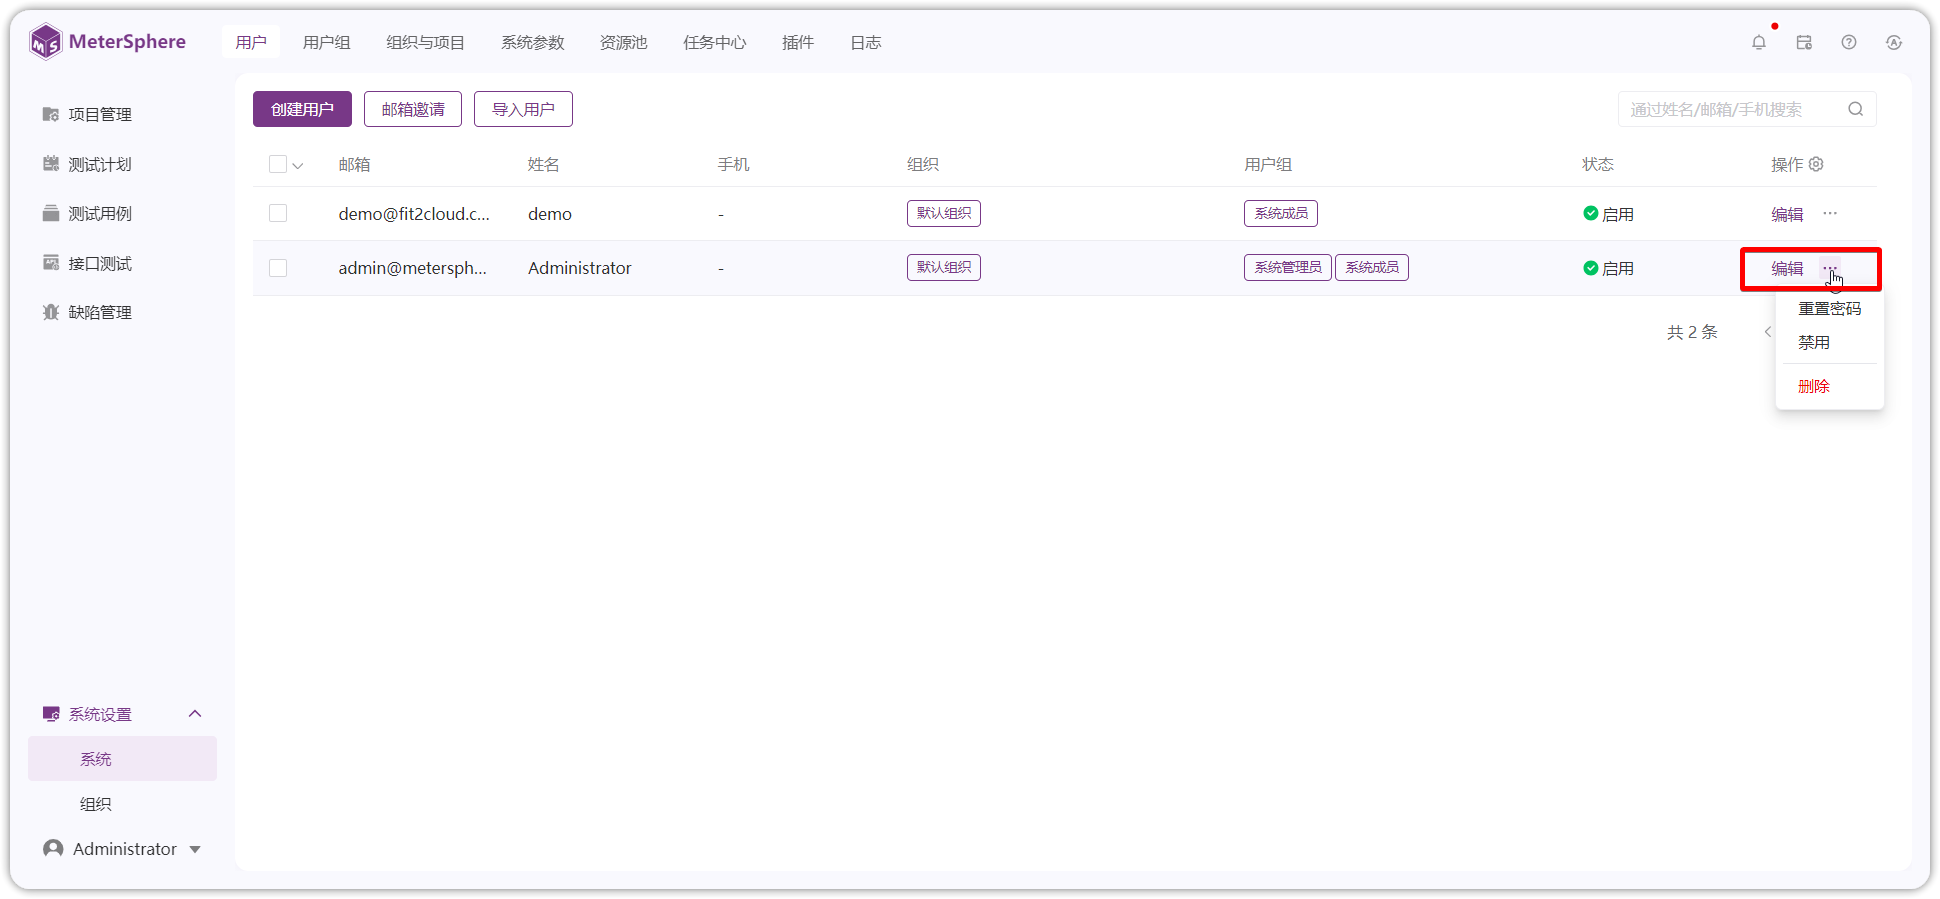 MeterSphere
用户 用户组 组织与项目 系统参数 资源池 任务中心 插件 日志
项目管理
测试计划
测试用例
接口测试
缺陷管理
系统设置
系统
组织
Administrator
创建用户 邮箱邀请 导入用户 通过姓名/邮箱/手机搜索
邮箱 姓名 手机 组织 用户组 状态 操作
demo@fit2cloud.c... demo - 默认组织 系统成员 启用 编辑 ...
admin@metersph... Administrator - 默认组织 系统管理员 系统成员 启用 编辑 ...
共 2 条
重置密码
禁用
删除